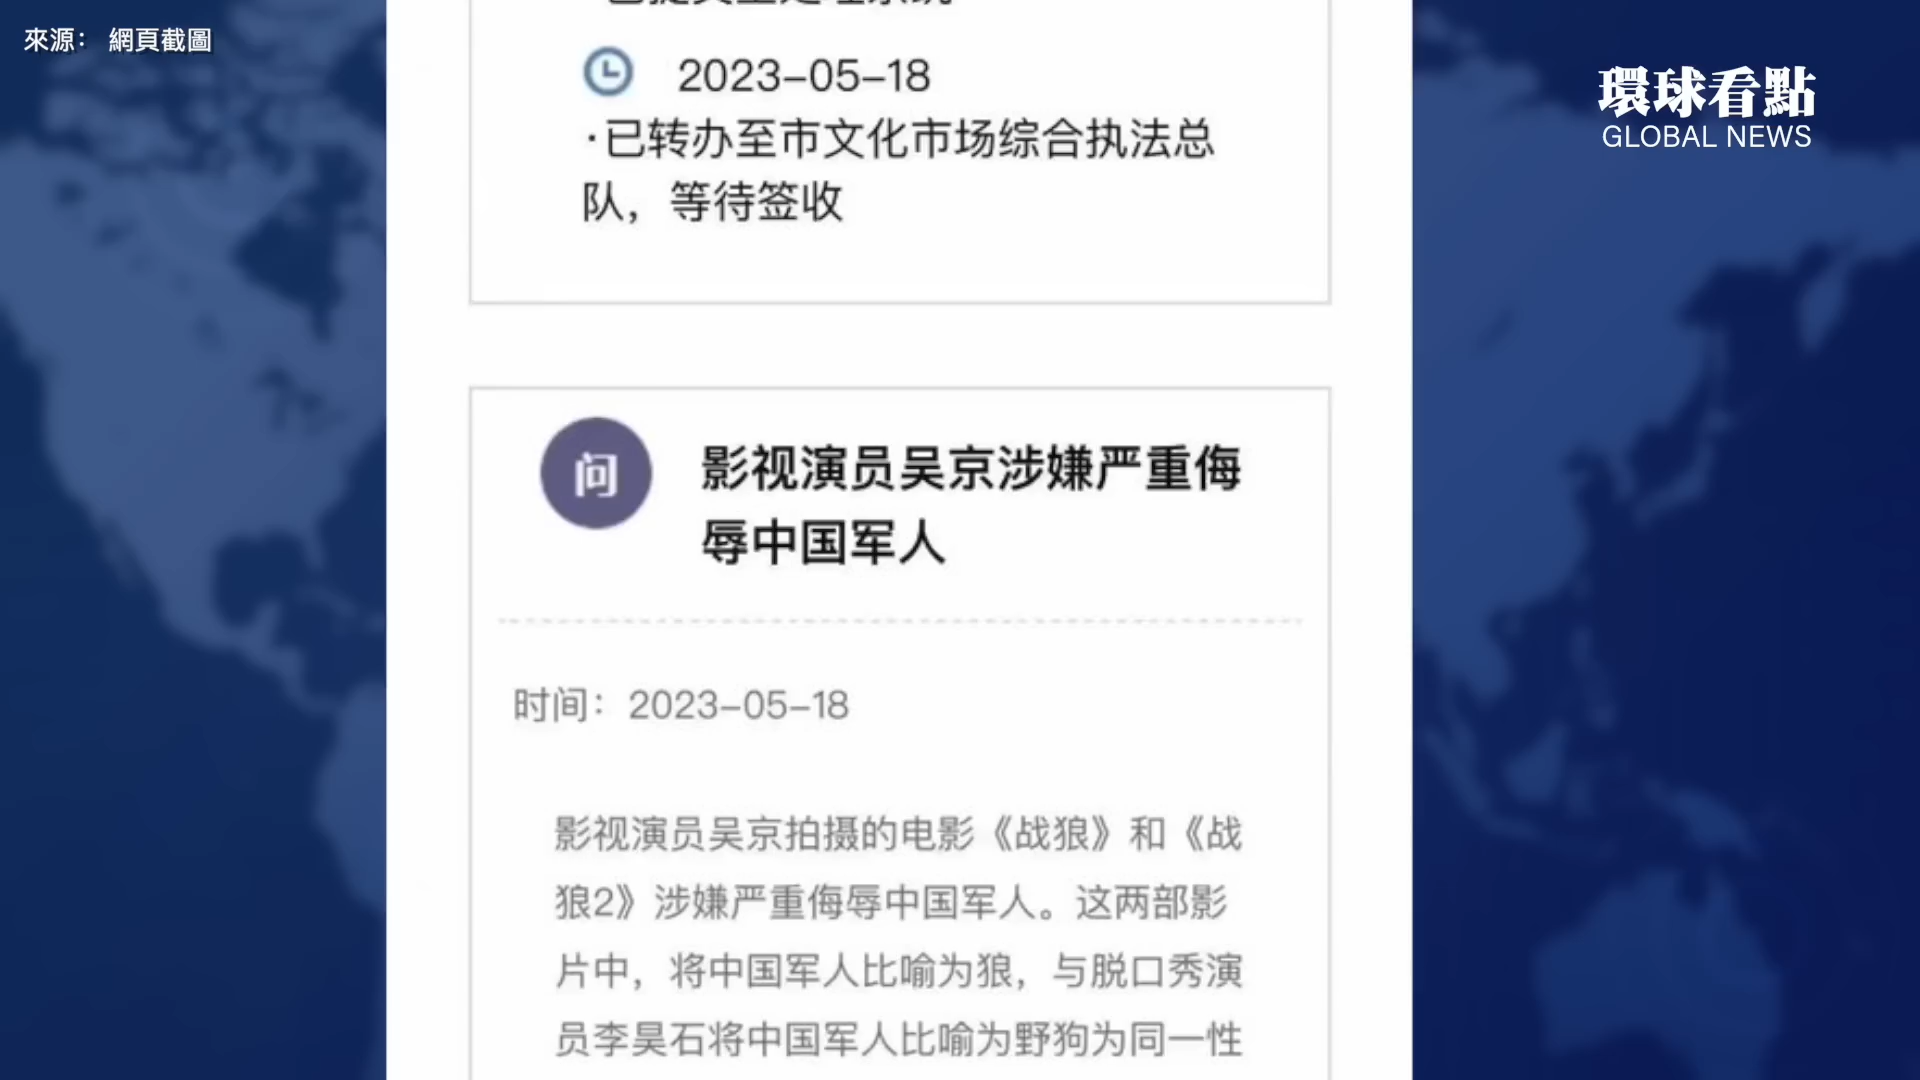 來源： 網頁截圖
環球看點
GLOBAL NEWS
2023-05-18
·已转办至市文化市场综合执法总
队，等待签收
问
影视演员吴京涉嫌严重侮
辱中国军人
时间：2023-05-18
影视演员吴京拍摄的电影《战狼》和《战
狼2》涉嫌严重侮辱中国军人。这两部影
片中，将中国军人比喻为狼，与脱口秀演
员李昊石将中国军人比喻为野狗为同一性